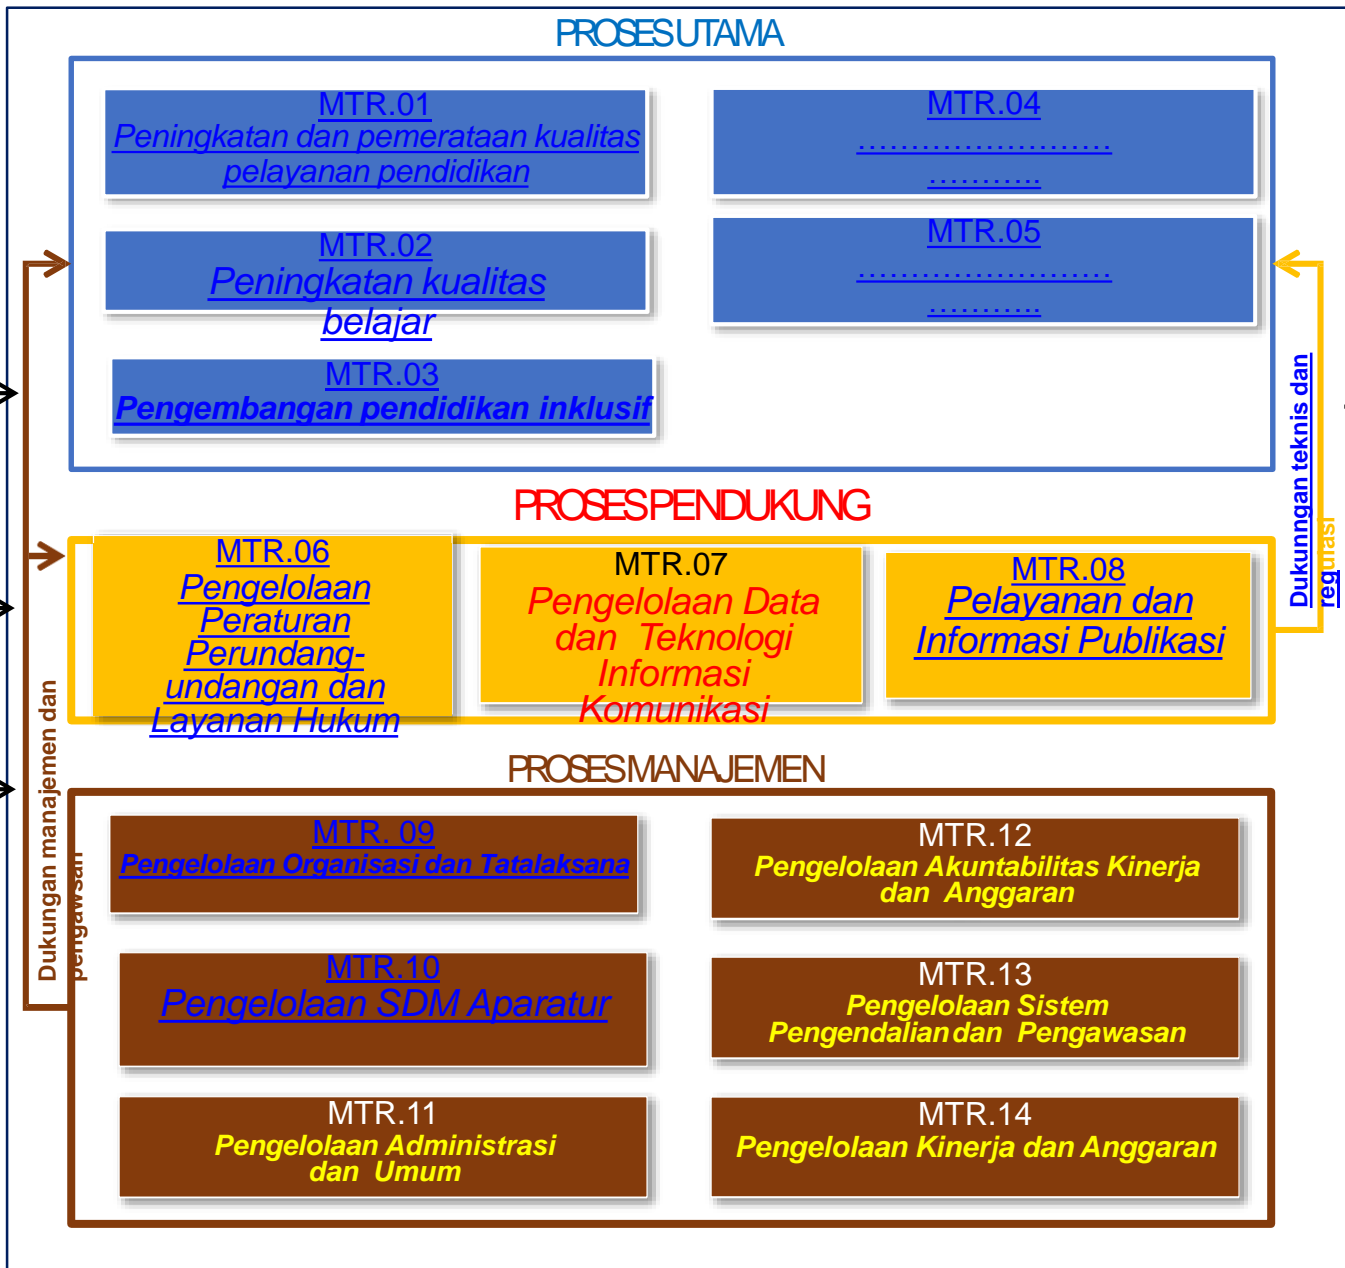 PROSES UTAMA
MTR.01
Peningkatan dan pemerataan kualitas
pelayanan pendidikan
MTR.02
Peningkatan kualitas
belajar
MTR.03
Pengembangan pendidikan inklusif
MTR.04
........................
...........
MTR.05
........................
...........
Dukunngan teknis dan
regulasi
PROSES PENDUKUNG
MTR.06
Pengelolaan
Peraturan
Perundang-
undangan dan
Layanan Hukum
MTR.07
Pengelolaan Data
dan Teknologi
Informasi
Komunikasi
MTR.08
Pelayanan dan
Informasi Publikasi
Dukungan manajemen dan
pengawsan
PROSES MANAJEMEN
MTR. 09
Pengelolaan Organisasi dan Tatalaksana
MTR.10
Pengelolaan SDM Aparatur
MTR.11
Pengelolaan Administrasi
dan Umum
MTR.12
Pengelolaan Akuntabilitas Kinerja
dan Anggaran
MTR.13
Pengelolaan Sistem
Pengendalian dan Pengawasan
MTR.14
Pengelolaan Kinerja dan Anggaran